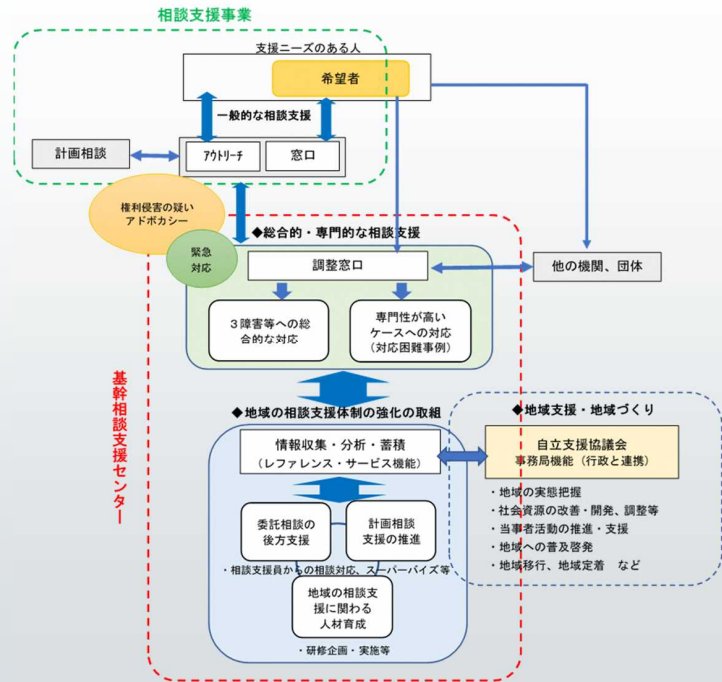 相談支援事業
支援ニーズのある人
希望者
一般的な相談支援
計画相談
ｱｳﾄﾘｰﾁ
窓口
権利侵害の疑い
アドボカシー
緊急
対応
◆総合的・専門的な相談支援
調整窓口
他の機関、団体
３障害等への総
合的な対応
専門性が高い
ケースへの対応
(対応困難事例)
基幹相談支援センター
◆地域の相談支援体制の強化の取組
情報収集・分析・蓄積
（レファレンス・サービス機能）
委託相談の
後方支援
計画相談
支援の推進
・相談支援員からの相談対応、スーパーバイズ等
地域の相談支
援に関わる
人材育成
・研修企画・実施等
◆地域支援・地域づくり
自立支援協議会
事務局機能（行政と連携）
・地域の実態把握
・社会資源の改善・開発、調整等
・当事者活動の推進・支援
・地域への普及啓発
・地域移行、地域定着　など